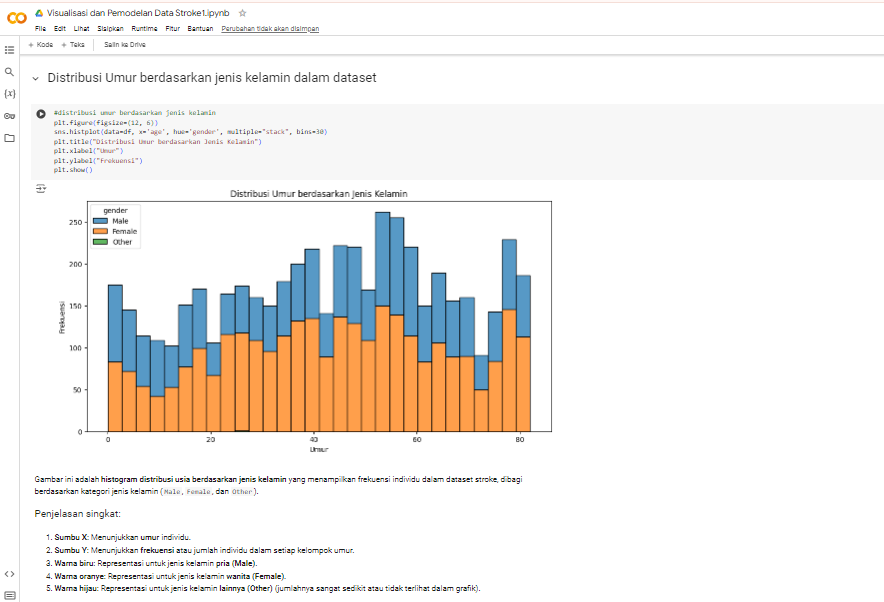 Visualisasi dan Pemodelan Data Stroke1.ipynb
File Edit Lihat Sisipkan Runtime Fitur Bantuan Perubahan tidak akan disimpan
+ Kode + Teks Salin ke Drive
Distribusi Umur berdasarkan jenis kelamin dalam dataset
#distribusi umur berdasarkan jenis kelamin
plt.figure(figsize=(12, 6))
sns.histplot(data=df, x='age', hue='gender', multiple="stack", bins=30)
plt.title("Distribusi Umur berdasarkan Jenis Kelamin")
plt.xlabel("Umur")
plt.ylabel("Frekuensi")
plt.show()
Distribusi Umur berdasarkan Jenis Kelamin
gender
Male
Female
Other
Frekuensi
250
200
150
100
50
0
0 20 40 60 80
Umur
Gambar ini adalah histogram distribusi usia berdasarkan jenis kelamin yang menampilkan frekuensi individu dalam dataset stroke, dibagi
berdasarkan kategori jenis kelamin (Male, Female, dan Other).
Penjelasan singkat:
1. Sumbu X: Menunjukkan umur individu.
2. Sumbu Y: Menunjukkan frekuensi atau jumlah individu dalam setiap kelompok umur.
3. Warna biru: Representasi untuk jenis kelamin pria (Male).
4. Warna oranye: Representasi untuk jenis kelamin wanita (Female).
5. Warna hijau: Representasi untuk jenis kelamin lainnya (Other) (jumlahnya sangat sedikit atau tidak terlihat dalam grafik).